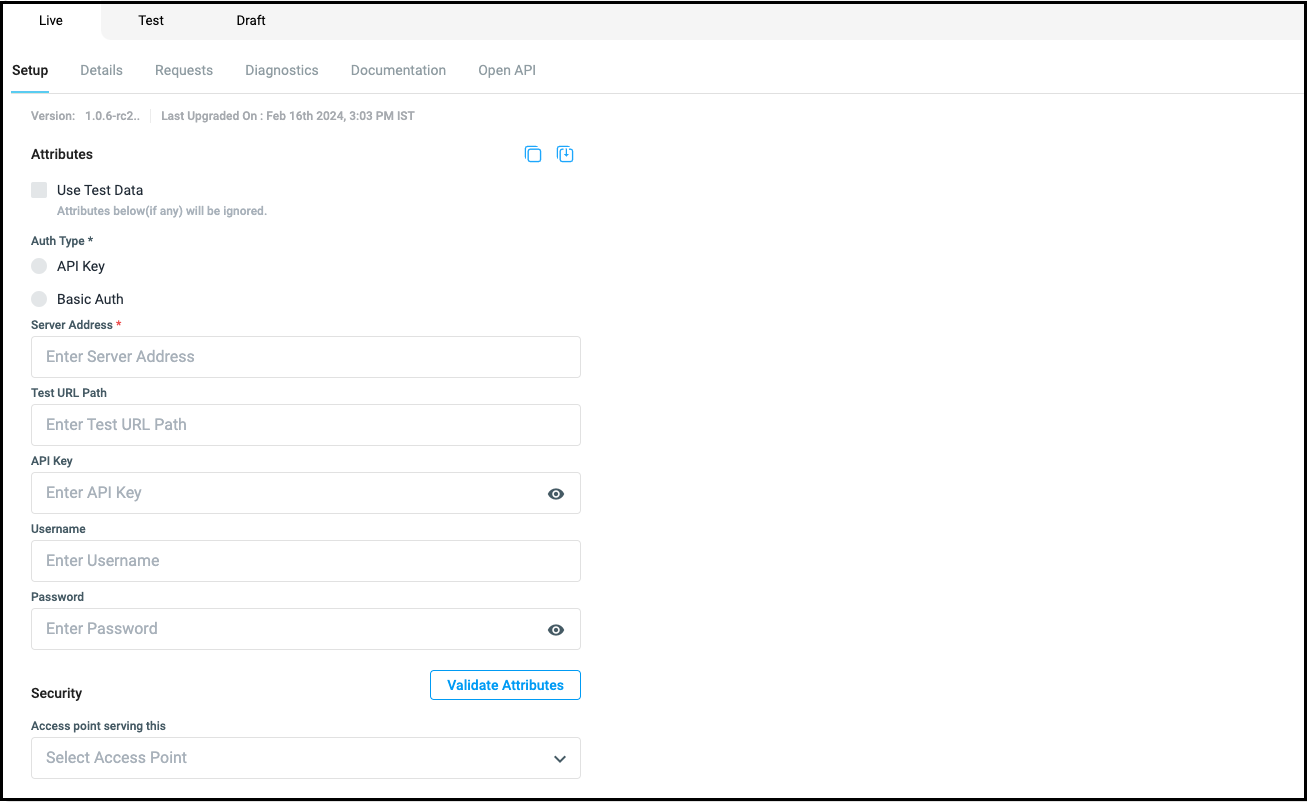 Live Test Draft
Setup Details Requests Diagnostics Documentation Open API
Version: 1.0.6-rc2.. Last Upgraded On : Feb 16th 2024, 3:03 PM IST
Attributes
Use Test Data
Attributes below(if any) will be ignored.
Auth Type *
API Key
Basic Auth
Server Address *
Enter Server Address
Test URL Path
Enter Test URL Path
API Key
Enter API Key
Username
Enter Username
Password
Enter Password
Security Validate Attributes
Access point serving this
Select Access Point